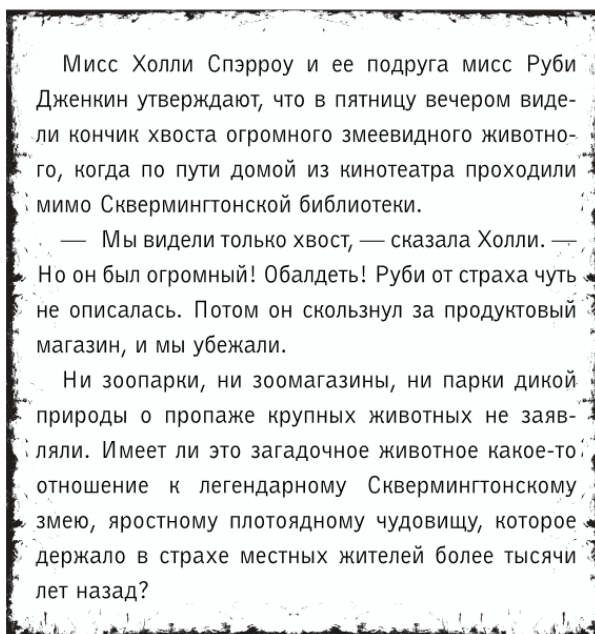 Мисс Холли Спэрроу и ее подруга мисс Руби
Дженкин утверждают, что в пятницу вечером виде-
ли кончик хвоста огромного змеевидного животно-
го, когда по пути домой из кинотеатра проходили
мимо Сквермингтонской библиотеки.
— Мы видели только хвост, — сказала Холли. —
Но он был огромный! Обалдеть! Руби от страха чуть
не описалась. Потом он скользнул за продуктовый
магазин, и мы убежали.
Ни зоопарки, ни зоомагазины, ни парки дикой
природы о пропаже крупных животных не заяв-
ляли. Имеет ли это загадочное животное какое-то
отношение к легендарному Сквермингтонскому
змею, яростному плотоядному чудовищу, которое
держало в страхе местных жителей более тысячи
лет назад?